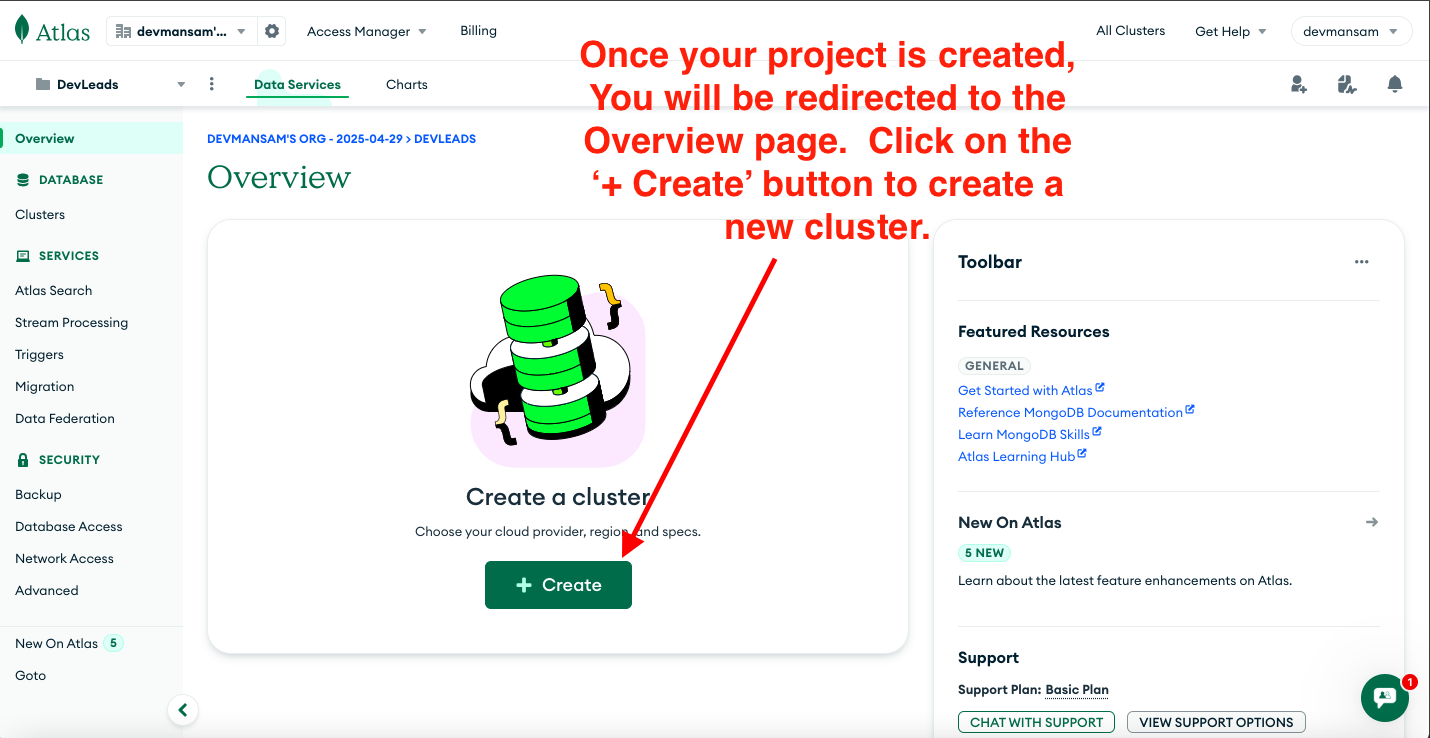 Atlas
devmansam'...
Access Manager
Billing
All Clusters
Get Help
devmansam
DevLeads
Data Services
Charts
Once your project is created,
You will be redirected to the
Overview page.  Click on the
‘+ Create’ button to create a
new cluster.
Overview
DATABASE
Clusters
SERVICES
Atlas Search
Stream Processing
Triggers
Migration
Data Federation
SECURITY
Backup
Database Access
Network Access
Advanced
New On Atlas 5
Goto
DEVMANSAM'S ORG - 2025-04-29 > DEVLEADS
Overview
Create a cluster
Choose your cloud provider, region, and specs.
+ Create
Toolbar
Featured Resources
GENERAL
Get Started with Atlas
Reference MongoDB Documentation
Learn MongoDB Skills
Atlas Learning Hub
New On Atlas
5 NEW
Learn about the latest feature enhancements on Atlas.
Support
Support Plan: Basic Plan
CHAT WITH SUPPORT
VIEW SUPPORT OPTIONS
1